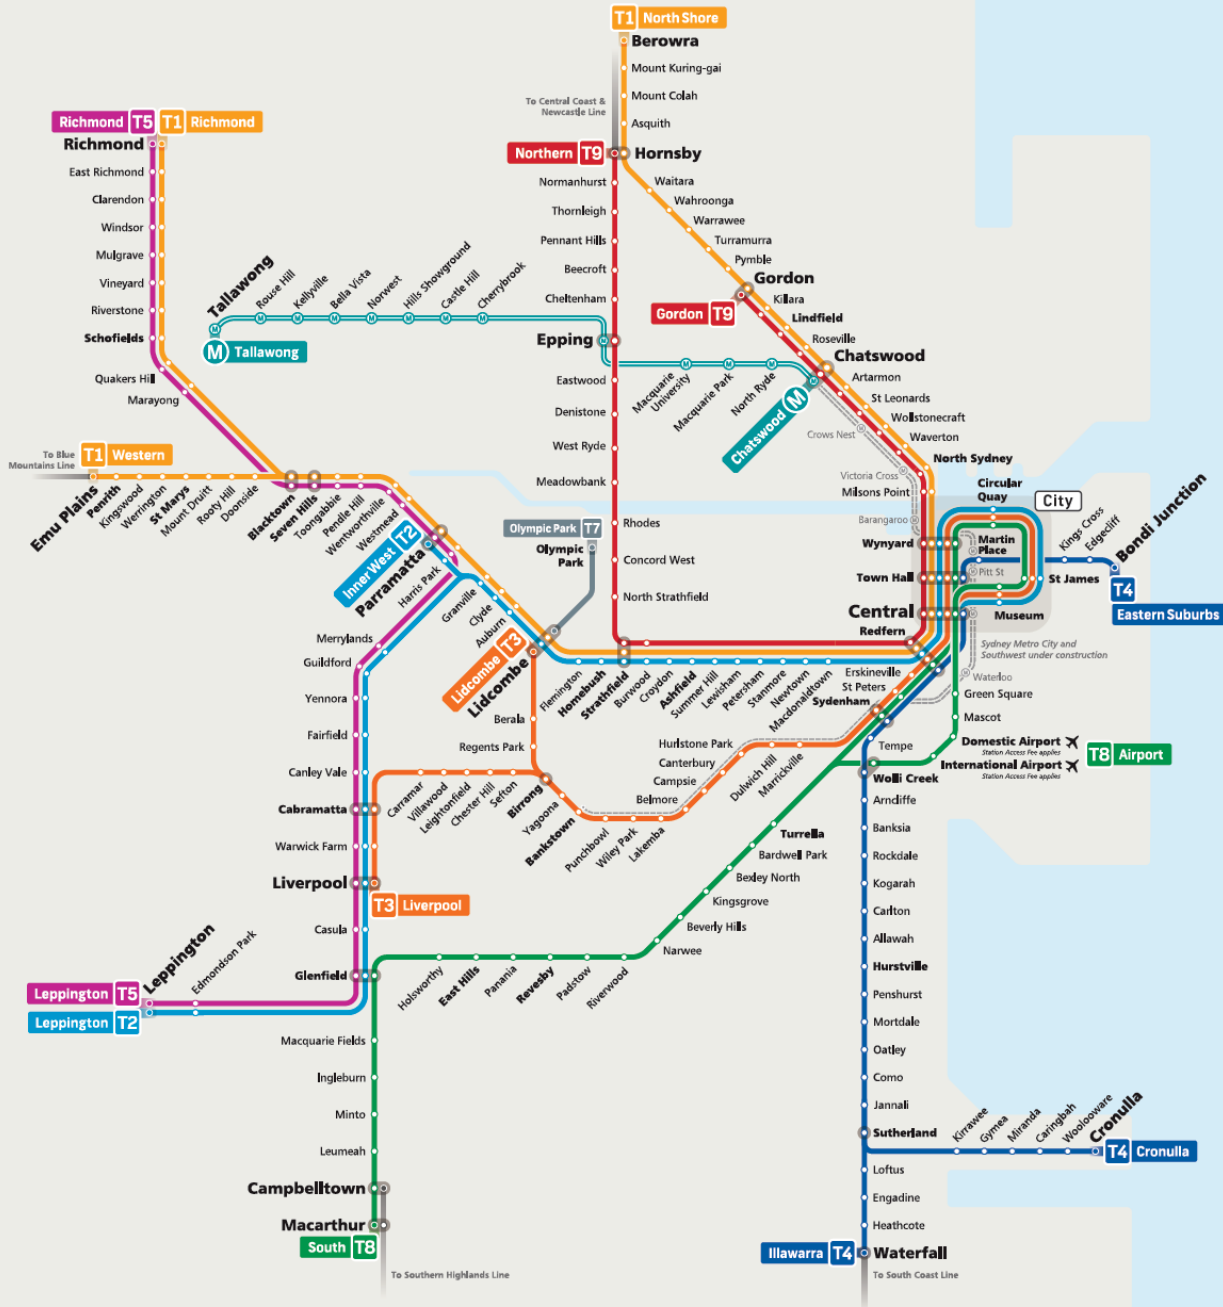 T1 North Shore
Berowra
Mount Kuring-gai
Mount Colah
To Central Coast &
Newcastle Line
Asquith
Northern T9
Hornsby
Normanhurst
Waitara
Thornleigh
Wahroonga
Pennant Hills
Warrawee
Beecroft
Turramurra
Cheltenham
Pymble
Gordon
Gordon T9
Killara
Lindfield
Roseville
Chatswood
Artarmon
St Leonards
Wollstonecraft
Waverton
North Sydney
Milsons Point
Crows Nest
Victoria Cross
Barangaroo
Richmond T5
T1 Richmond
Richmond
East Richmond
Clarendon
Windsor
Mulgrave
Vineyard
Riverstone
Schofields
Quakers Hill
Marayong
Tallawong
M Tallawong
Rouse Hill
Kellyville
Bella Vista
Norwest
Hills Showground
Castle Hill
Cherrybrook
Epping
Macquarie
University
Macquarie Park
North Ryde
Chatswood M
Eastwood
Denistone
West Ryde
Meadowbank
Rhodes
Concord West
North Strathfield
To Blue
Mountains Line
T1 Western
Emu Plains
Penrith
Kingswood
Werrington
St Marys
Mount Druitt
Rooty Hill
Doonside
Blacktown
Seven Hills
Toongabbie
Pendle Hill
Wentworthville
Westmead
Inner West T2
Parramatta
Harris Park
Granville
Clyde
Auburn
Olympic Park T7
Olympic
Park
Lidcombe T3
Lidcombe
Flemington
Homebush
Strathfield
Burwood
Croydon
Ashfield
Summer Hill
Lewisham
Petersham
Stanmore
Newtown
Macdonaldtown
Redfern
Central
Town Hall
Wynyard
Circular
Quay
City
Martin
Place
Pitt St
St James
Museum
Kings Cross
Edgecliff
Bondi Junction
T4
Eastern Suburbs
Sydney Metro City and
Southwest under construction
Waterloo
Green Square
Mascot
Domestic Airport
Station Access Fee applies
International Airport
Station Access Fee applies
T8 Airport
Erskineville
St Peters
Sydenham
Tempe
Wolli Creek
Arncliffe
Banksia
Rockdale
Kogarah
Carlton
Allawah
Hurstville
Penshurst
Mortdale
Oatley
Como
Jannali
Sutherland
Kirrawee
Gymea
Miranda
Caringbah
Woolooware
Cronulla
T4 Cronulla
Loftus
Engadine
Heathcote
Illawarra T4
Waterfall
To South Coast Line
Merrylands
Guildford
Yennora
Fairfield
Canley Vale
Cabramatta
Warwick Farm
Liverpool
T3 Liverpool
Casula
Glenfield
Leppington
Edmondson Park
Leppington T5
Leppington T2
Berala
Regents Park
Carramar
Villawood
Leightonfield
Chester Hill
Sefton
Birrong
Yagoona
Bankstown
Punchbowl
Wiley Park
Lakemba
Belmore
Campsie
Canterbury
Hurlstone Park
Dulwich Hill
Marrickville
Turrella
Bardwell Park
Bexley North
Kingsgrove
Beverly Hills
Narwee
Riverwood
Padstow
Revesby
Panania
East Hills
Holsworthy
Macquarie Fields
Ingleburn
Minto
Leumeah
Campbelltown
Macarthur
South T8
To Southern Highlands Line